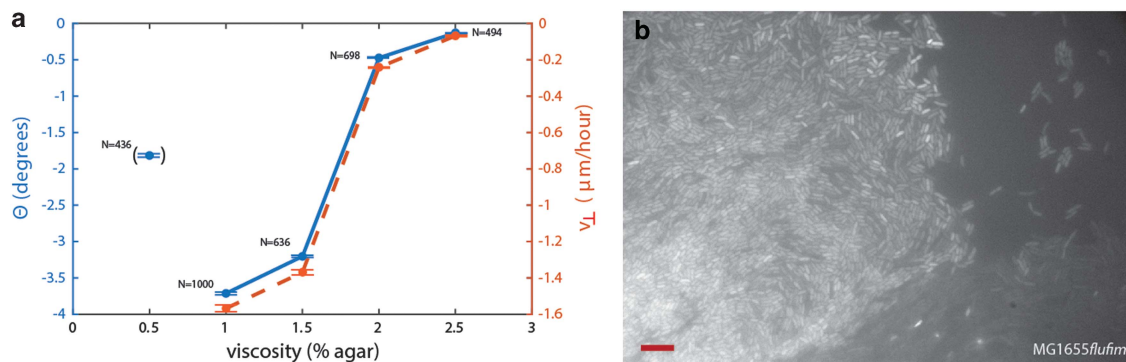 a
0
-0.5
-1
-1.5
-2
-2.5
-3
-3.5
-4
Θ (degrees)
N=436
( )
N=1000
N=636
N=698
N=494
0
-0.2
-0.4
-0.6
-0.8
-1
-1.2
-1.4
-1.6
v⊥ ( µm/hour)
0 0.5 1 1.5 2 2.5 3
viscosity (% agar)
b
MG1655flufim